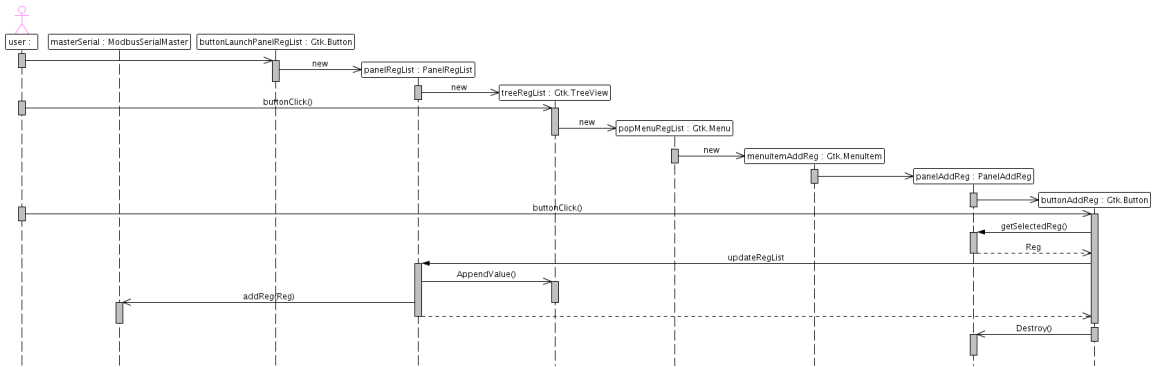 user :
masterSerial : ModbusSerialMaster
buttonLaunchPanelRegList : Gtk.Button
new
panelRegList : PanelRegList
new
treeRegList : Gtk.TreeView
buttonClick()
new
popMenuRegList : Gtk.Menu
new
menuitemAddReg : Gtk.MenuItem
panelAddReg : PanelAddReg
buttonAddReg : Gtk.Button
buttonClick()
getSelectedReg()
Reg
updateRegList
AppendValue()
addReg(Reg)
Destroy()